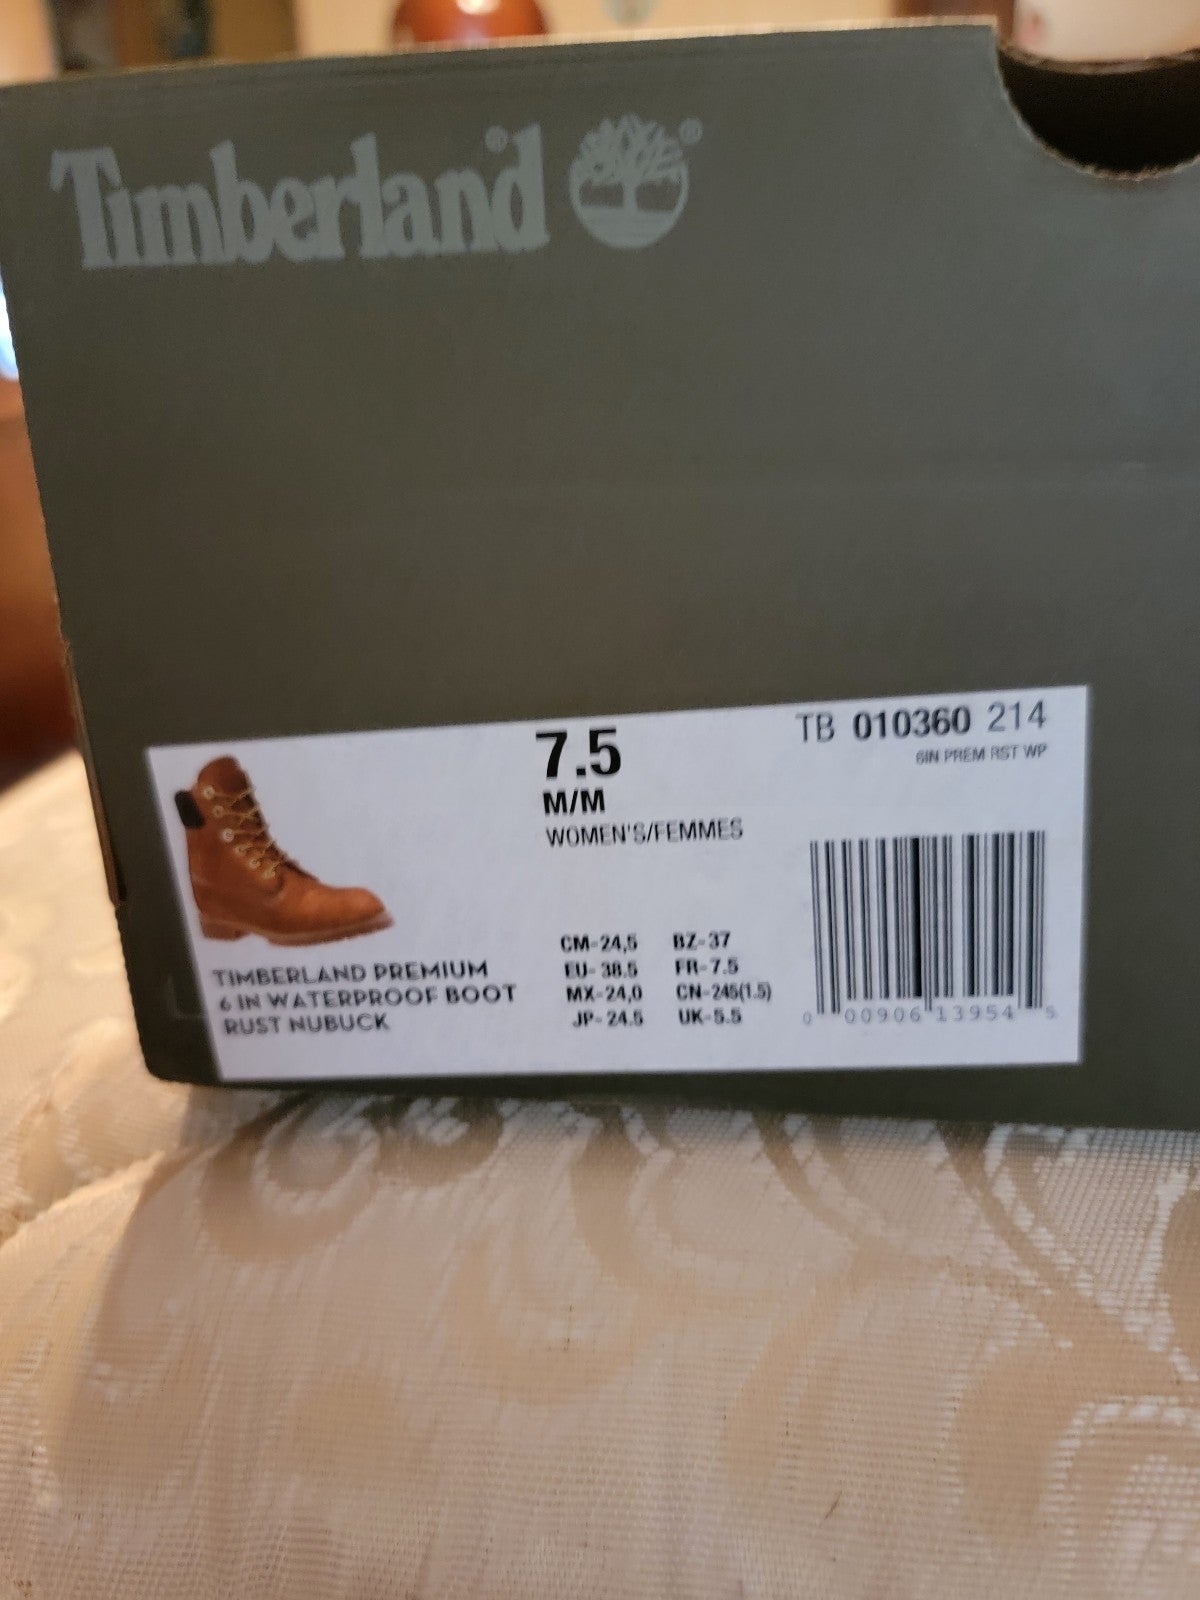 Timberland®
7.5
M/M
WOMEN'S/FEMMES
TB 010360 214
6IN PREM RST WP
TIMBERLAND PREMIUM
6 IN WATERPROOF BOOT
RUST NUBUCK
CM-24,5 BZ-37
EU-38.5 FR-7.5
MX-24,0 CN-245(1.5)
JP-24.5 UK-5.5
0 00906 13954 5